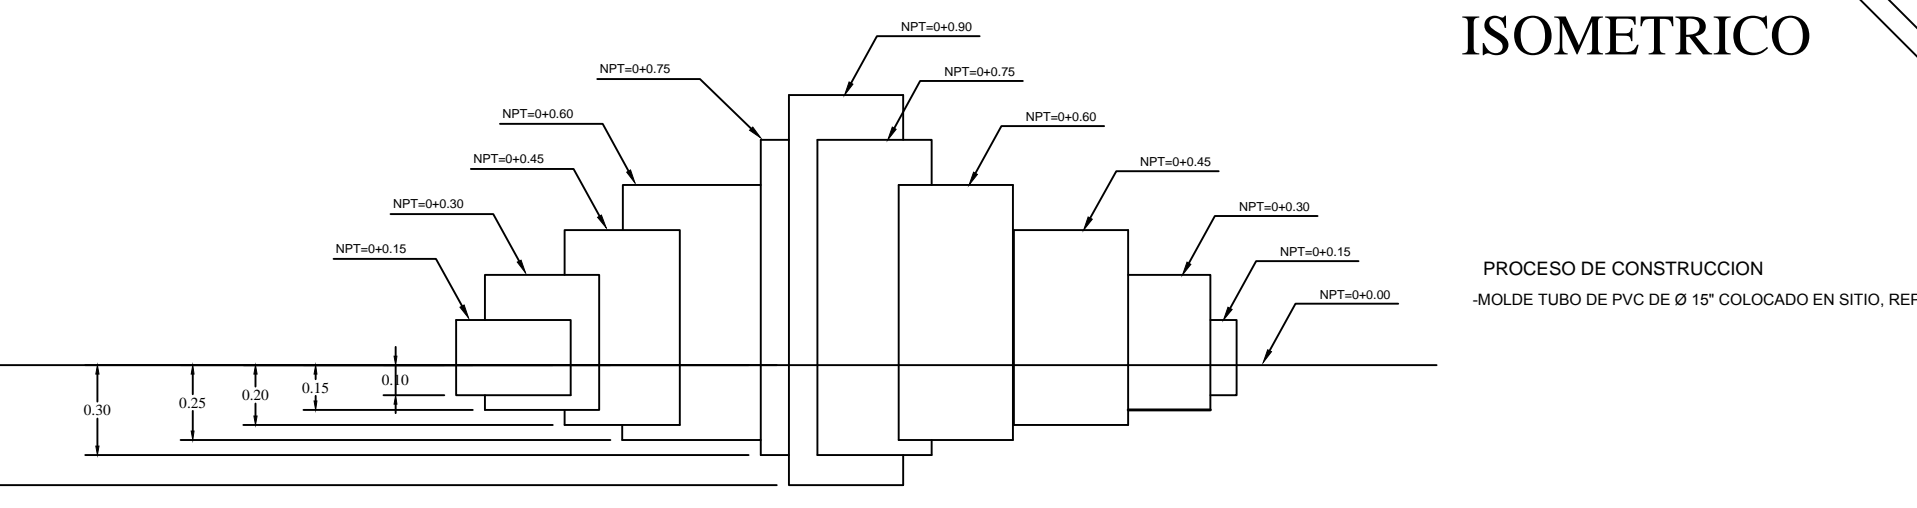 ISOMETRICO
NPT=0+0.90
NPT=0+0.75
NPT=0+0.75
NPT=0+0.60
NPT=0+0.60
NPT=0+0.45
NPT=0+0.45
NPT=0+0.30
NPT=0+0.30
NPT=0+0.15
NPT=0+0.15
NPT=0+0.00
PROCESO DE CONSTRUCCION
-MOLDE TUBO DE PVC DE Ø 15" COLOCADO EN SITIO, REF
0.30
0.25
0.20
0.15
0.10